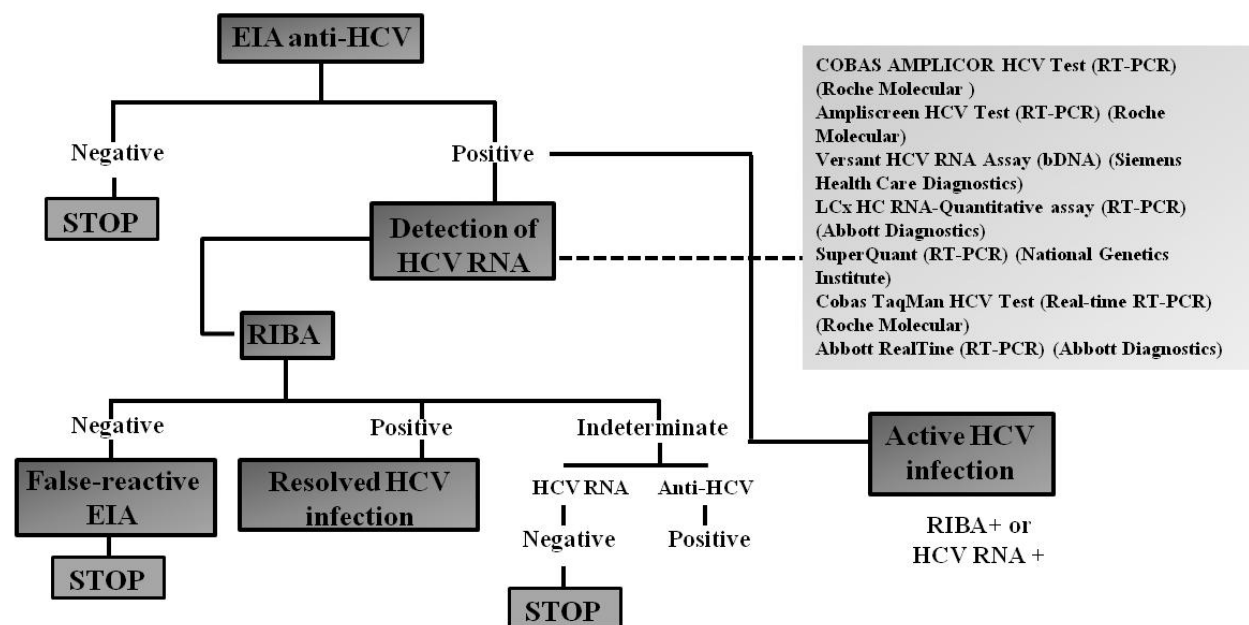 EIA anti-HCV
COBAS AMPLICOR HCV Test (RT-PCR)
(Roche Molecular )
Ampliscreen HCV Test (RT-PCR) (Roche
Molecular)
Versant HCV RNA Assay (bDNA) (Siemens
Health Care Diagnostics)
LCx HC RNA-Quantitative assay (RT-PCR)
(Abbott Diagnostics)
SuperQuant (RT-PCR) (National Genetics
Institute)
Cobas TaqMan HCV Test (Real-time RT-PCR)
(Roche Molecular)
Abbott RealTine (RT-PCR) (Abbott Diagnostics)
Negative
Positive
STOP
Detection of
HCV RNA
RIBA
Negative
Positive
Indeterminate
False-reactive
EIA
Resolved HCV
infection
HCV RNA
Anti-HCV
Active HCV
infection
Negative
Positive
RIBA+ or
HCV RNA +
STOP
STOP